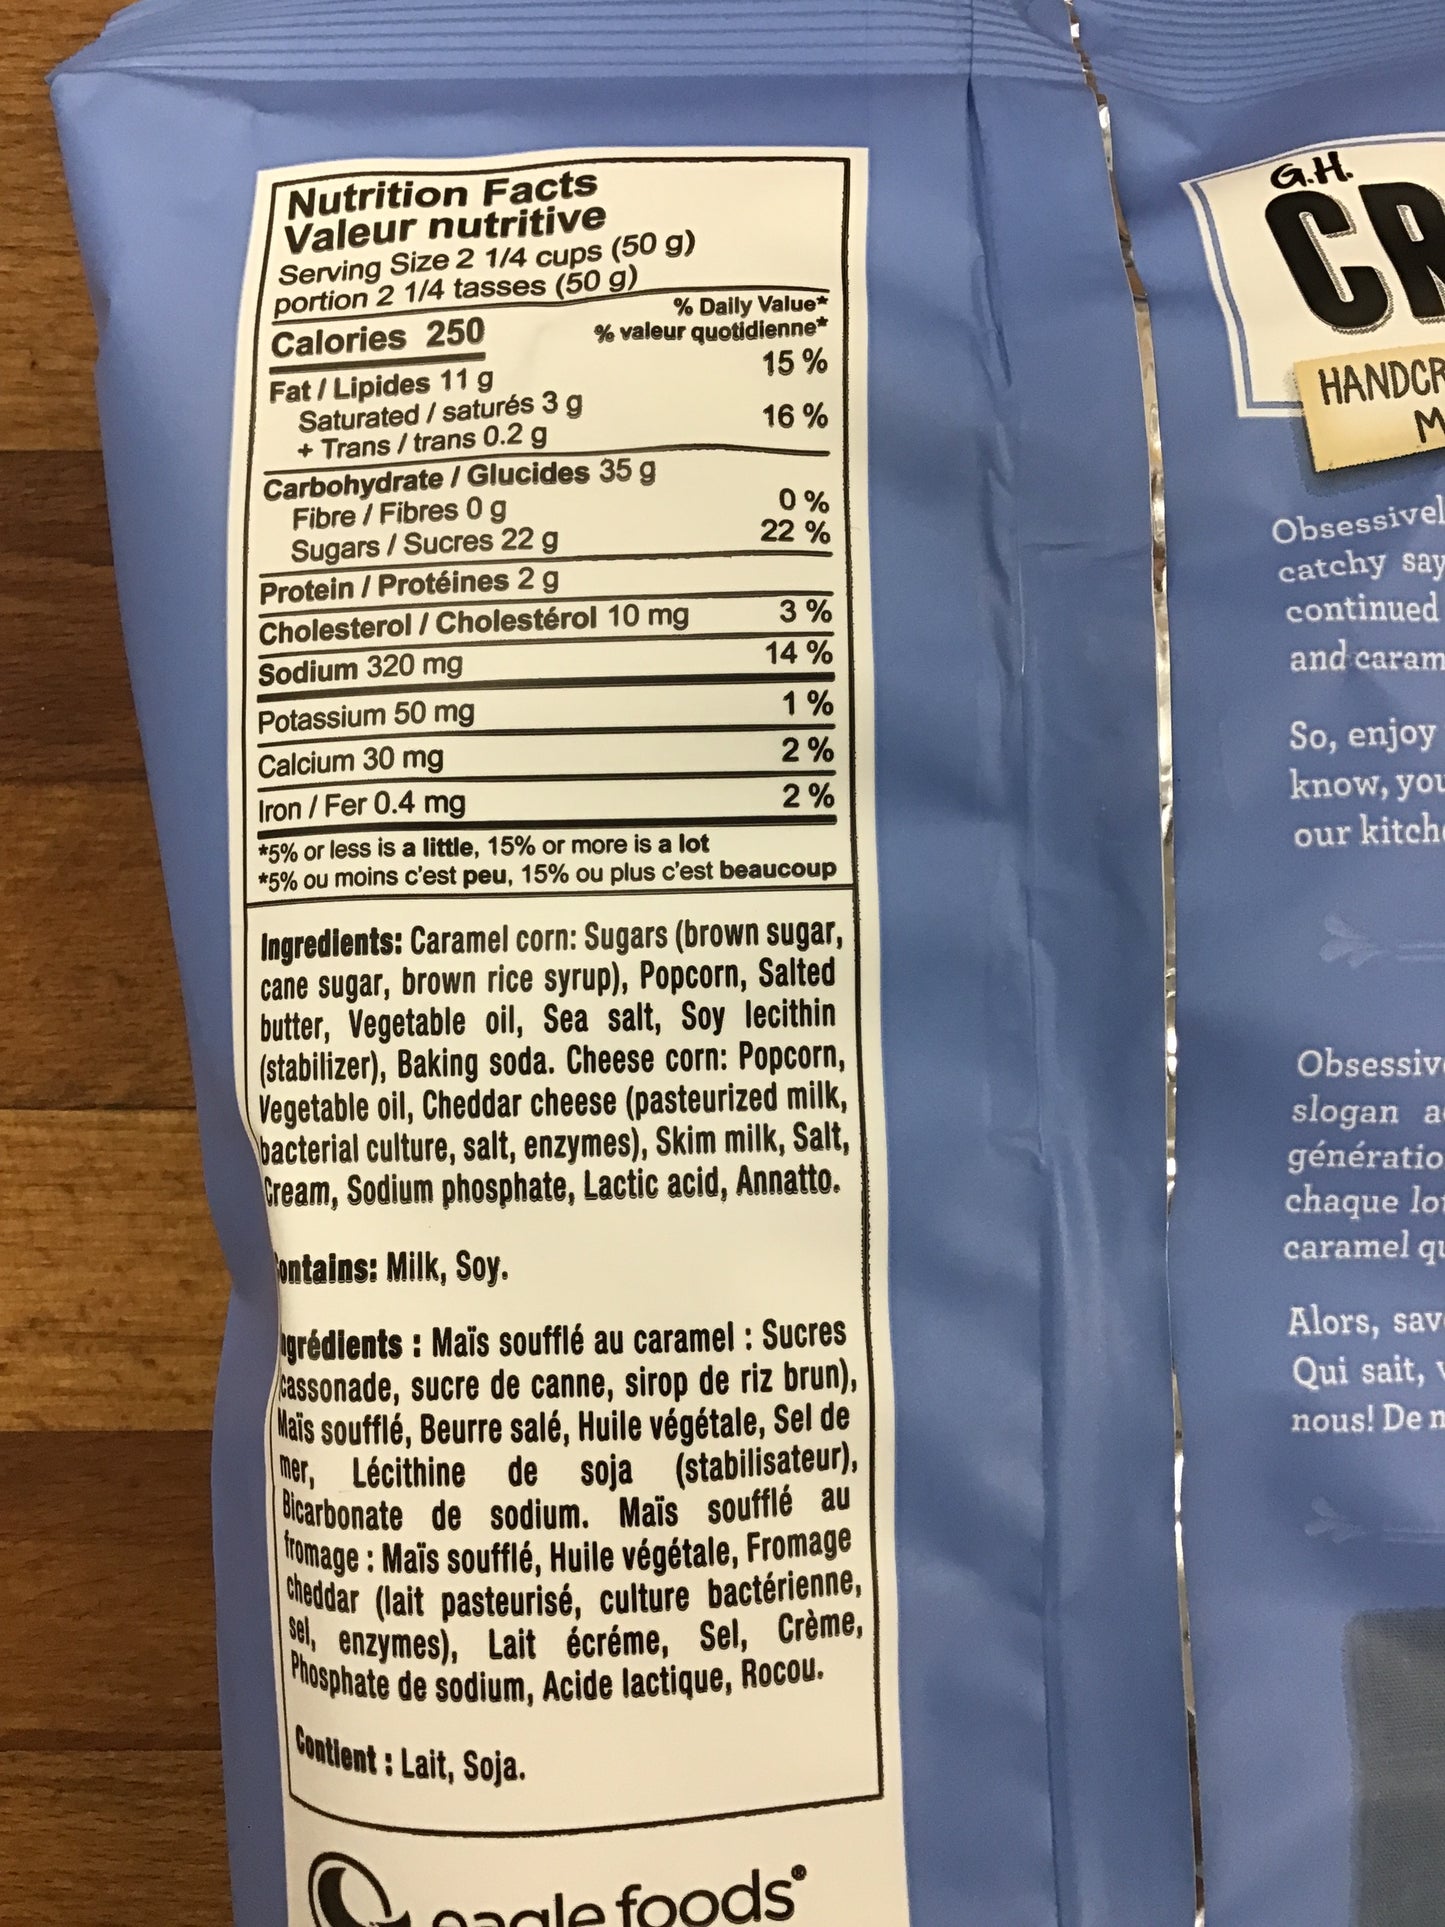 Nutrition Facts
Valeur nutritive
Serving Size 2 1/4 cups (50 g)
portion 2 1/4 tasses (50 g)
% Daily Value*
% valeur quotidienne*
Calories 250
Fat / Lipides 11 g 15 %
Saturated / saturés 3 g
+ Trans / trans 0.2 g 16 %
Carbohydrate / Glucides 35 g
Fibre / Fibres 0 g 0 %
Sugars / Sucres 22 g 22 %
Protein / Protéines 2 g
Cholesterol / Cholestérol 10 mg 3 %
Sodium 320 mg 14 %
Potassium 50 mg 1 %
Calcium 30 mg 2 %
Iron / Fer 0.4 mg 2 %
*5% or less is a little, 15% or more is a lot
*5% ou moins c'est peu, 15% ou plus c'est beaucoup
Ingredients: Caramel corn: Sugars (brown sugar,
cane sugar, brown rice syrup), Popcorn, Salted
butter, Vegetable oil, Sea salt, Soy lecithin
(stabilizer), Baking soda. Cheese corn: Popcorn,
Vegetable oil, Cheddar cheese (pasteurized milk,
bacterial culture, salt, enzymes), Skim milk, Salt,
Cream, Sodium phosphate, Lactic acid, Annatto.
ontains: Milk, Soy.
ngrédients : Maïs soufflé au caramel : Sucres
cassonade, sucre de canne, sirop de riz brun),
Maïs soufflé, Beurre salé, Huile végétale, Sel de
mer, Lécithine de soja (stabilisateur),
Bicarbonate de sodium. Maïs soufflé au
fromage : Maïs soufflé, Huile végétale, Fromage
cheddar (lait pasteurisé, culture bactérienne,
sel, enzymes), Lait écréme, Sel, Crème,
Phosphate de sodium, Acide lactique, Rocou.
Contient : Lait, Soja.
eagle foods®
G.H.
CR
HANDCR
M
Obsessivel
catchy say
continued
and caram
So, enjoy
know, you
our kitch
Obsessiv
slogan a
génératio
chaque lo
caramel qu
Alors, sav
Qui sait, v
nous! De n